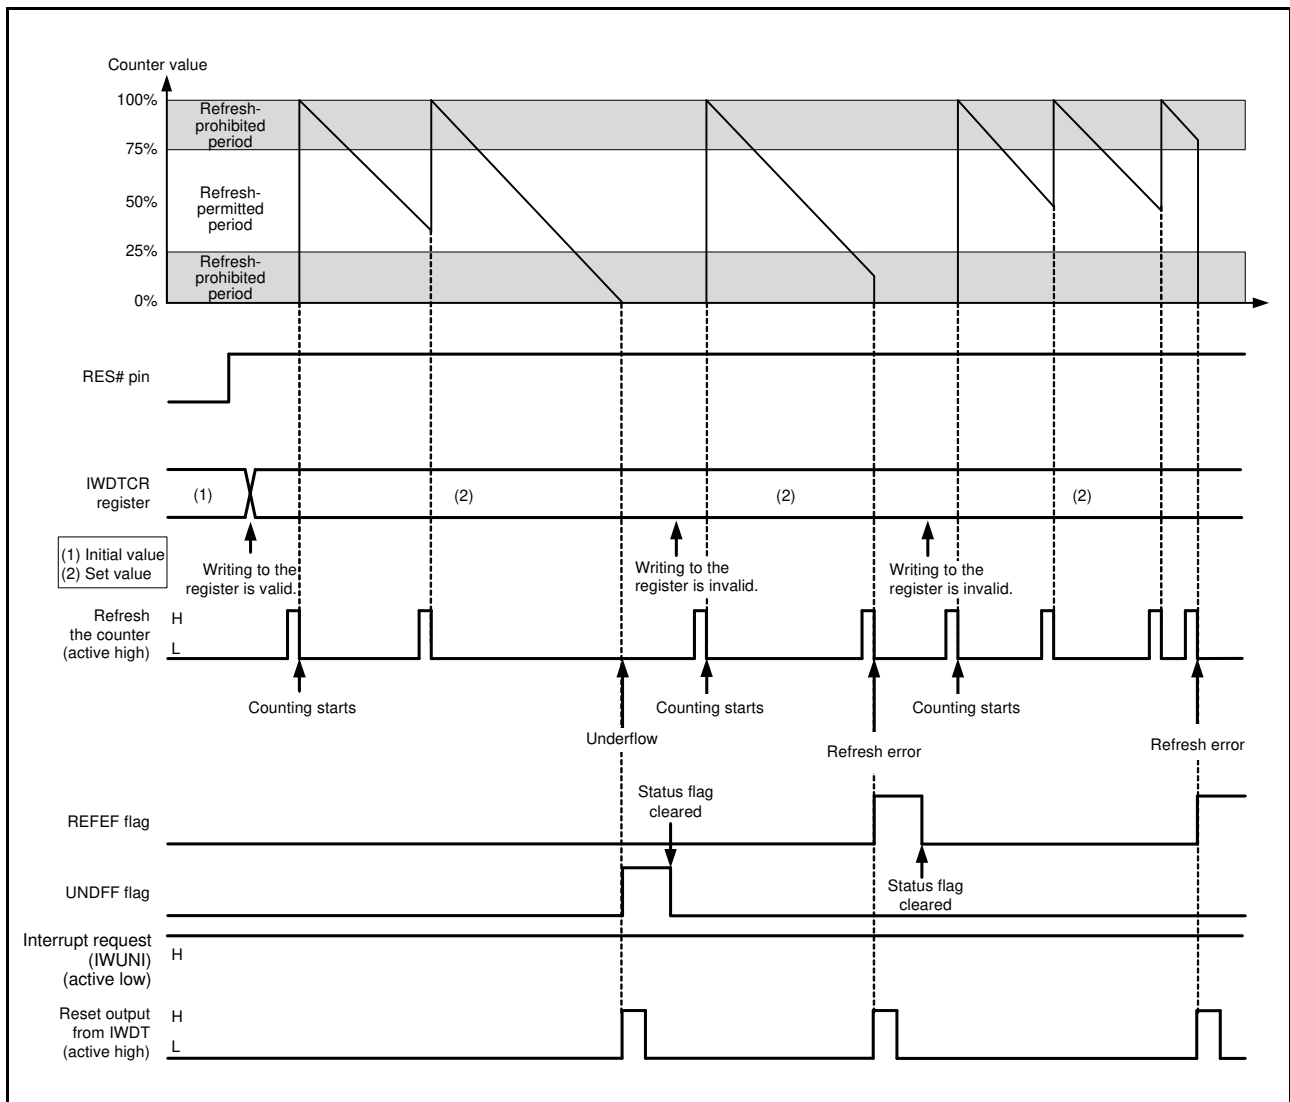 Counter value
100%
Refresh-
prohibited
period
75%
Refresh-
permitted
period
50%
25%
Refresh-
prohibited
period
0%
RES# pin
IWDTCR
register
(1)
(2)
(2)
(2)
(1) Initial value
(2) Set value
Writing to the
register is valid.
Writing to the
register is invalid.
Writing to the
register is invalid.
Refresh
the counter
(active high)
H
L
Counting starts
Counting starts
Counting starts
Underflow
Refresh error
Refresh error
Status flag
cleared
REFEF flag
UNDFF flag
Status flag
cleared
Interrupt request
(IWUNI)
(active low)
H
Reset output
from IWDT
(active high)
H
L